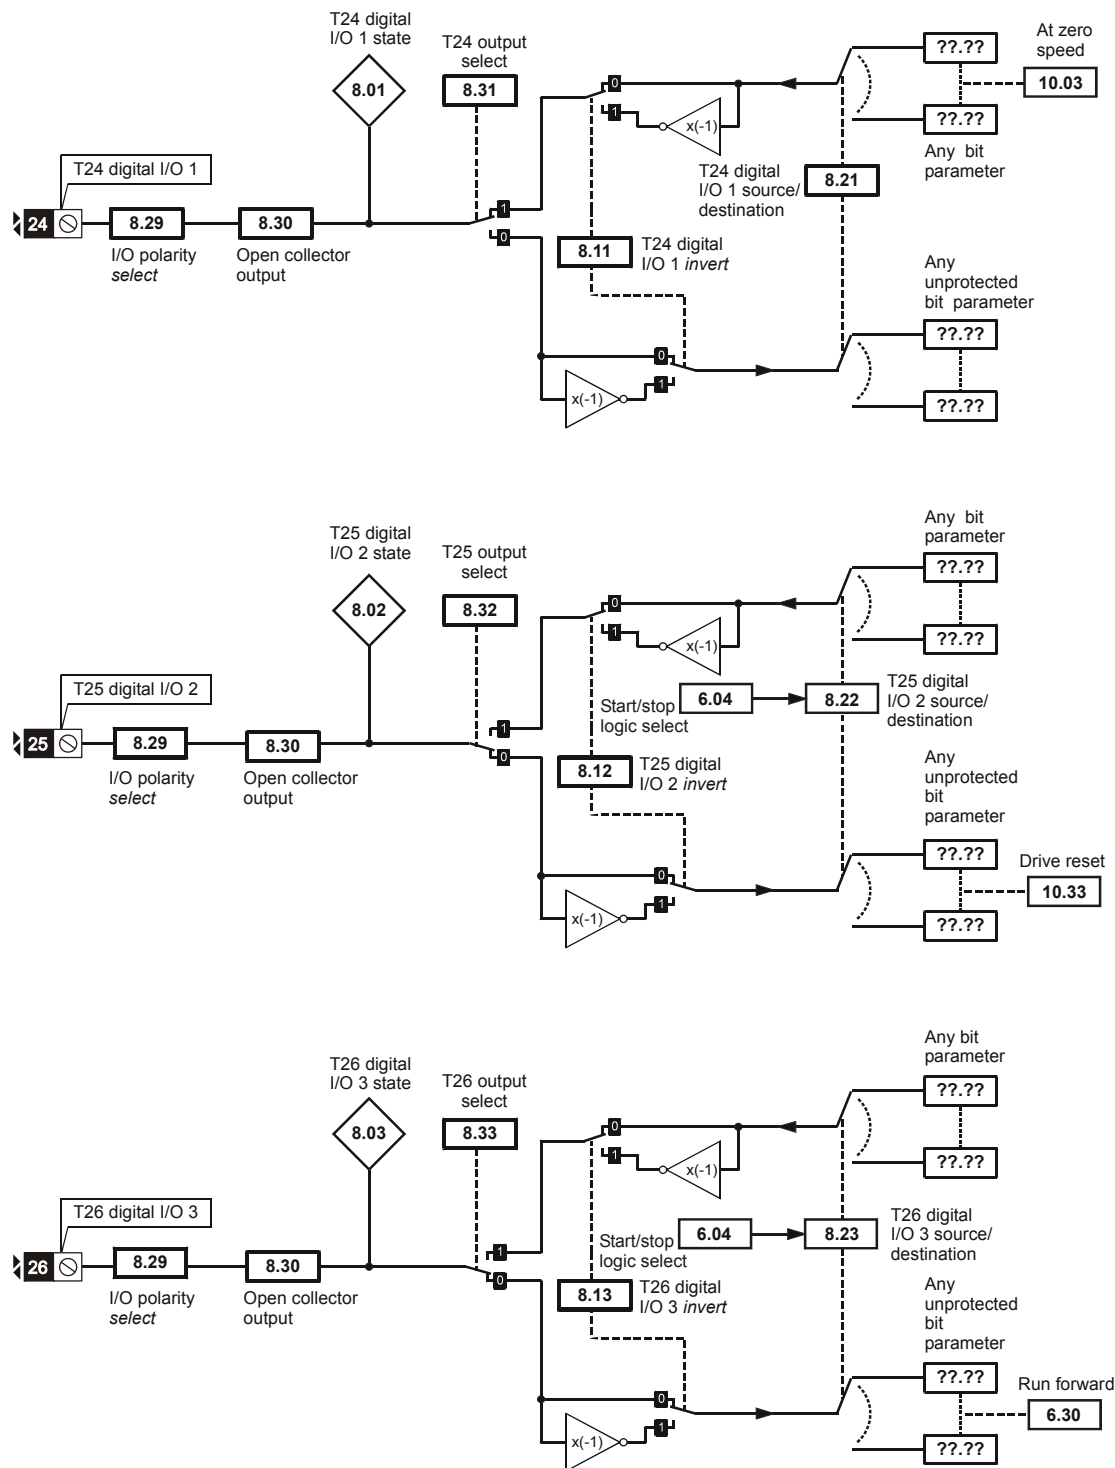 T24 digital
I/O 1 state
T24 output
select
At zero
speed
8.01
8.31
0
1
x(-1)
??.??
10.03
??.??
Any bit
parameter
T24 digital I/O 1
T24 digital
I/O 1 source/
destination
8.21
24
8.29
8.30
1
0
I/O polarity
select
Open collector
output
8.11
T24 digital
I/O 1 invert
Any
unprotected
bit parameter
??.??
??.??
0
1
x(-1)
T25 digital
I/O 2 state
T25 output
select
Any bit
parameter
8.02
8.32
0
1
x(-1)
??.??
??.??
T25 digital I/O 2
Start/stop
logic select
6.04
8.22
T25 digital
I/O 2 source/
destination
25
8.29
8.30
1
0
I/O polarity
select
Open collector
output
8.12
T25 digital
I/O 2 invert
Any
unprotected
bit
parameter
??.??
Drive reset
10.33
??.??
0
1
x(-1)
T26 digital
I/O 3 state
T26 output
select
Any bit
parameter
8.03
8.33
0
1
x(-1)
??.??
??.??
T26 digital I/O 3
Start/stop
logic select
6.04
8.23
T26 digital
I/O 3 source/
destination
26
8.29
8.30
1
0
I/O polarity
select
Open collector
output
8.13
T26 digital
I/O 3 invert
Any
unprotected
bit
parameter
??.??
Run forward
6.30
??.??
0
1
x(-1)